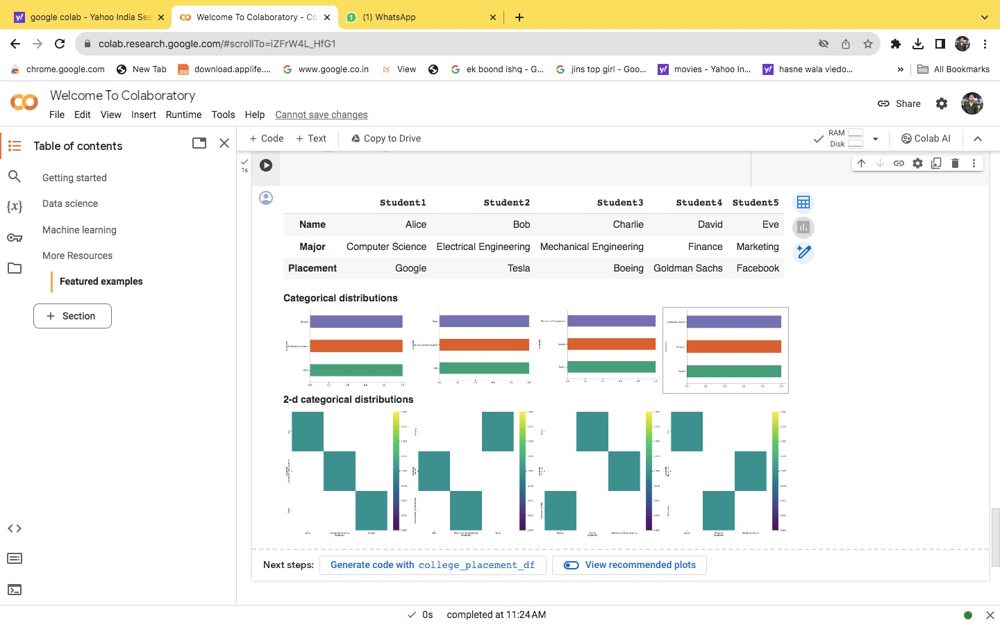 google colab - Yahoo India Sea
Welcome To Colaboratory - Co
(1) WhatsApp
colab.research.google.com/#scrollTo=iZFrW4L_HfG1
chrome.google.com New Tab download.applife.... www.google.co.in View ek boond ishq - G... jins top girl - Goo... movies - Yahoo In... hasne wala viedo... » All Bookmarks
Welcome To Colaboratory
File Edit View Insert Runtime Tools Help Cannot save changes
Share
Table of contents
Getting started
Data science
Machine learning
More Resources
Featured examples
+ Section
+ Code + Text Copy to Drive
RAM
Disk
Colab AI
1s
Student1 Student2 Student3 Student4 Student5
Name Alice Bob Charlie David Eve
Major Computer Science Electrical Engineering Mechanical Engineering Finance Marketing
Placement Google Tesla Boeing Goldman Sachs Facebook
Categorical distributions
2-d categorical distributions
Next steps: Generate code with college_placement_df View recommended plots
0s completed at 11:24 AM